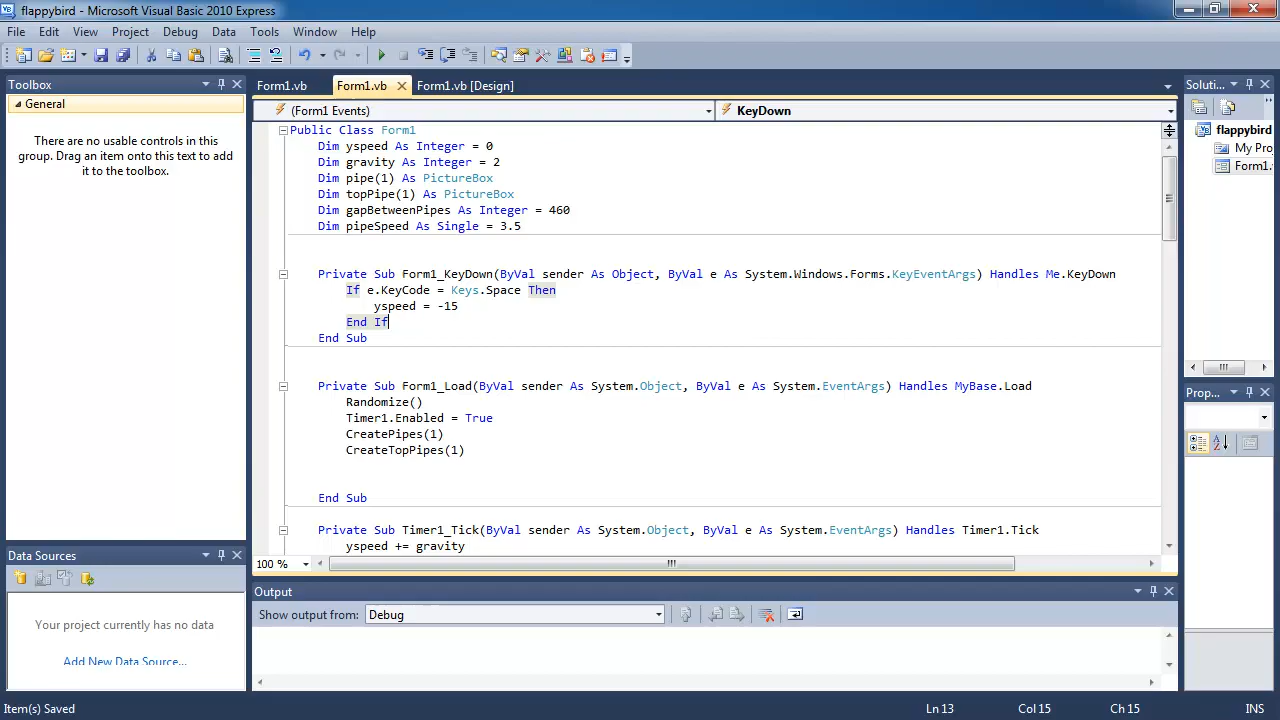 flappybird - Microsoft Visual Basic 2010 Express
File Edit View Project Debug Data Tools Window Help
Toolbox
General
There are no usable controls in this
group. Drag an item onto this text to add
it to the toolbox.
Form1.vb Form1.vb Form1.vb [Design]
(Form1 Events) KeyDown
Public Class Form1
Dim yspeed As Integer = 0
Dim gravity As Integer = 2
Dim pipe(1) As PictureBox
Dim topPipe(1) As PictureBox
Dim gapBetweenPipes As Integer = 460
Dim pipeSpeed As Single = 3.5
Private Sub Form1_KeyDown(ByVal sender As Object, ByVal e As System.Windows.Forms.KeyEventArgs) Handles Me.KeyDown
If e.KeyCode = Keys.Space Then
yspeed = -15
End If
End Sub
Private Sub Form1_Load(ByVal sender As System.Object, ByVal e As System.EventArgs) Handles MyBase.Load
Randomize()
Timer1.Enabled = True
CreatePipes(1)
CreateTopPipes(1)
End Sub
Private Sub Timer1_Tick(ByVal sender As System.Object, ByVal e As System.EventArgs) Handles Timer1.Tick
yspeed += gravity
100 %
Soluti...
flappybird
My Pro
Form1.
Prop...
Data Sources
Your project currently has no data
Add New Data Source...
Output
Show output from: Debug
Item(s) Saved Ln 13 Col 15 Ch 15 INS